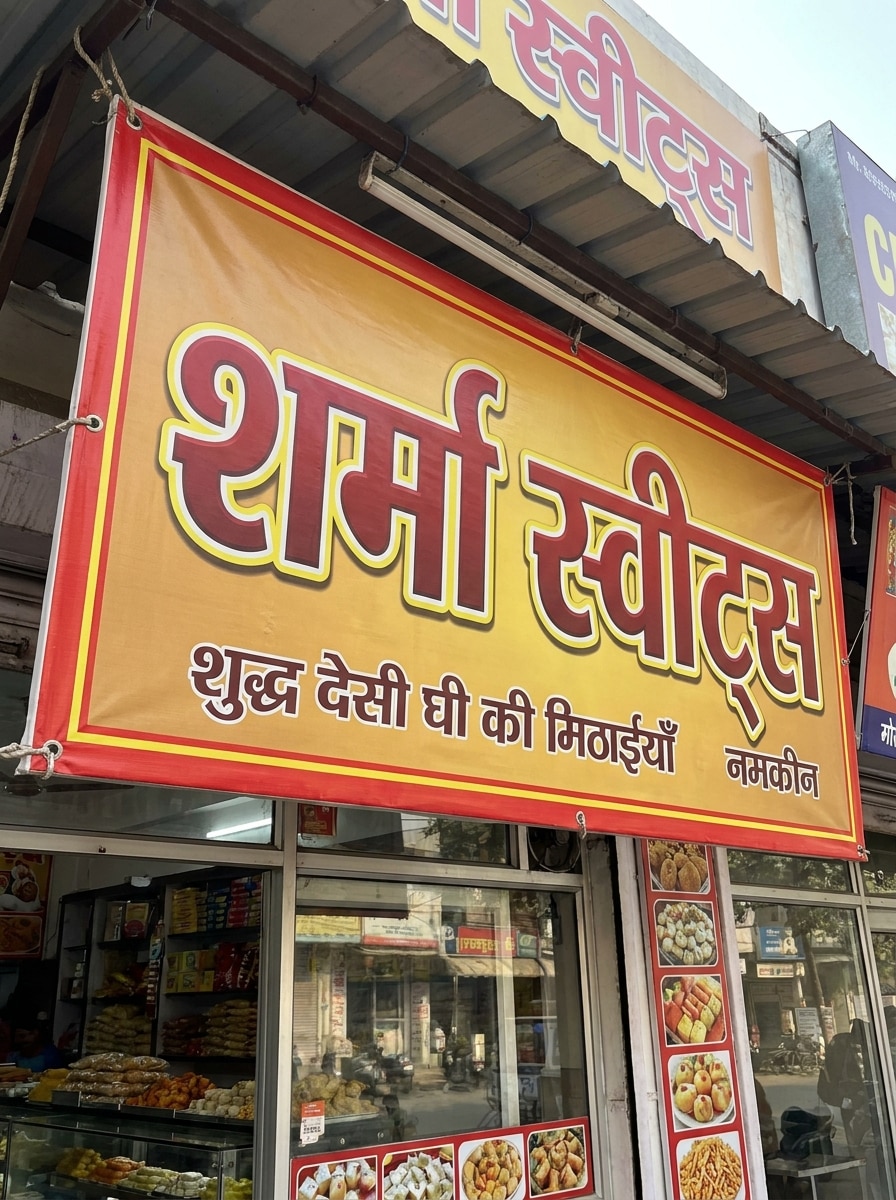 स्वीट्स
शर्मा स्वीट्स
शुद्ध देसी घी की मिठाईयाँ नमकीन